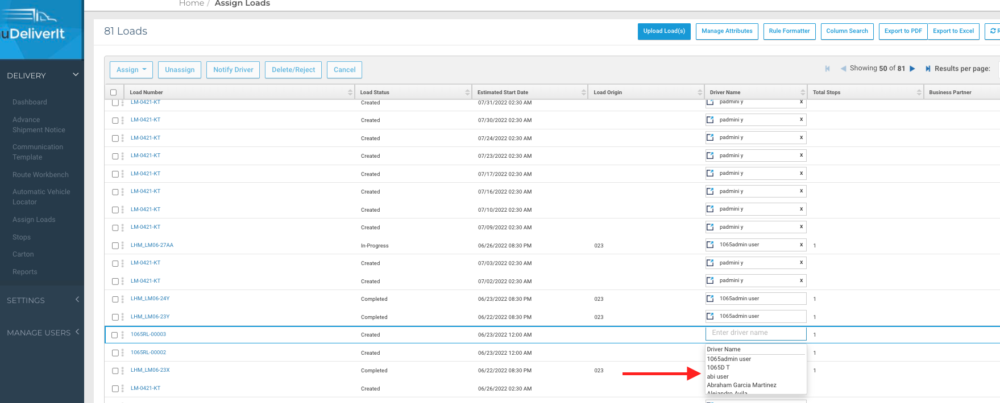 Home / Assign Loads
uDeliverIt
81 Loads
Upload Load(s) Manage Attributes Rule Formatter Column Search Export to PDF Export to Excel
DELIVERY
Dashboard
Advance
Shipment Notice
Communication
Template
Route Workbench
Automatic Vehicle
Locator
Assign Loads
Stops
Carton
Reports
SETTINGS
MANAGE USERS
Assign Unassign Notify Driver Delete/Reject Cancel Showing 50 of 81 Results per page:
Load Number Load Status Estimated Start Date Load Origin Driver Name Total Stops Business Partner
LM-0421-KT Created 07/31/2022 02:30 AM padmini y x
LM-0421-KT Created 07/30/2022 02:30 AM padmini y x
LM-0421-KT Created 07/24/2022 02:30 AM padmini y x
LM-0421-KT Created 07/23/2022 02:30 AM padmini y x
LM-0421-KT Created 07/17/2022 02:30 AM padmini y x
LM-0421-KT Created 07/16/2022 02:30 AM padmini y x
LM-0421-KT Created 07/10/2022 02:30 AM padmini y x
LM-0421-KT Created 07/09/2022 02:30 AM padmini y x
LHM_LM06-27AA In-Progress 06/26/2022 08:30 PM 023 1065admin user x 1
LM-0421-KT Created 07/03/2022 02:30 AM padmini y x
LM-0421-KT Created 07/02/2022 02:30 AM padmini y x
LHM_LM06-24Y Completed 06/23/2022 08:30 PM 023 1065admin user 1
LHM_LM06-23Y Completed 06/22/2022 08:30 PM 023 1065admin user 1
1065RL-00003 Created 06/23/2022 12:00 AM Enter driver name 1
1065RL-00002 Created 06/23/2022 12:00 AM 1
LHM_LM06-23X Completed 06/22/2022 08:30 PM 023 1
LM-0421-KT Created 06/26/2022 02:30 AM
Driver Name
1065admin user
1065D T
abi user
Abraham Garcia Martinez
Alejandro Avila